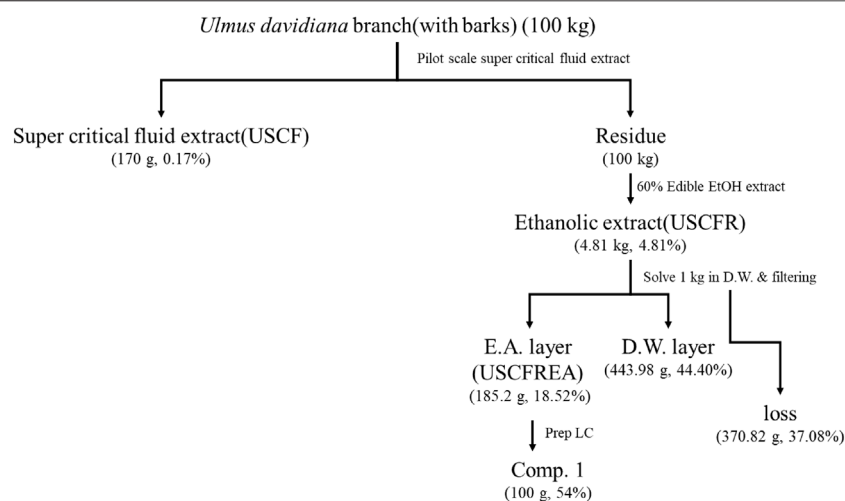 Ulmus davidiana branch(with barks) (100 kg)
Pilot scale super critical fluid extract
Super critical fluid extract(USCF)
(170 g, 0.17%)
Residue
(100 kg)
60% Edible EtOH extract
Ethanolic extract(USCFR)
(4.81 kg, 4.81%)
Solve 1 kg in D.W. & filtering
E.A. layer
(USCFREA)
(185.2 g, 18.52%)
D.W. layer
(443.98 g, 44.40%)
loss
(370.82 g, 37.08%)
Prep LC
Comp. 1
(100 g, 54%)